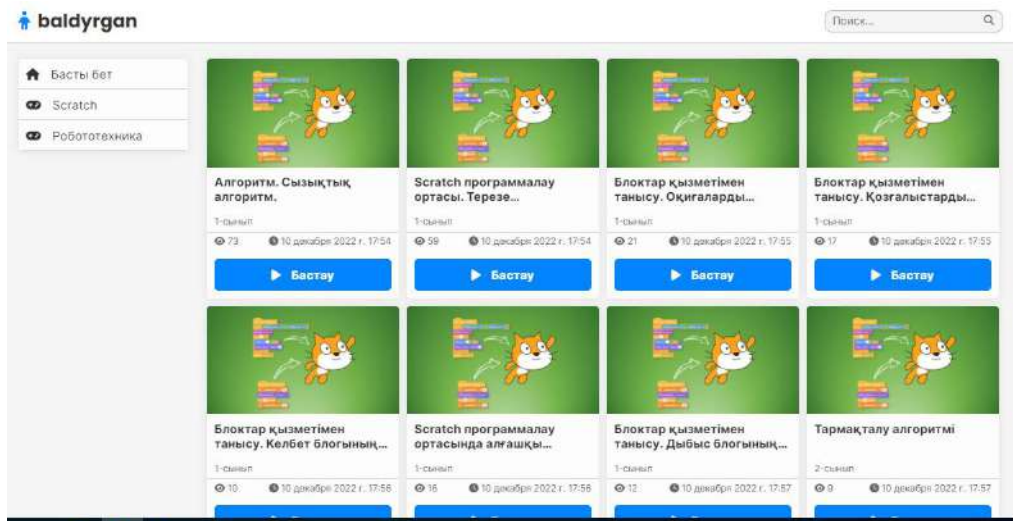 baldyrgan
Поиск...
Басты бет
Scratch
Робототехника
Алгоритм. Сызықтық
алгоритм.
1-сынып
73 10 декабря 2022 г. 17:54
Бастау
Scratch программалау
ортасы. Терезе...
1-сынып
59 10 декабря 2022 г. 17:54
Бастау
Блоктар қызметімен
танысу. Оқиғаларды...
1-сынып
21 10 декабря 2022 г. 17:55
Бастау
Блоктар қызметімен
танысу. Қозғалыстарды...
1-сынып
17 10 декабря 2022 г. 17:55
Бастау
Блоктар қызметімен
танысу. Келбет блогының...
1-сынып
10 10 декабря 2022 г. 17:56
Scratch программалау
ортасында алғашқы...
1-сынып
16 10 декабря 2022 г. 17:56
Блоктар қызметімен
танысу. Дыбыс блогының...
1-сынып
12 10 декабря 2022 г. 17:57
Тармақталу алгоритмі
2-сынып
9 10 декабря 2022 г. 17:57